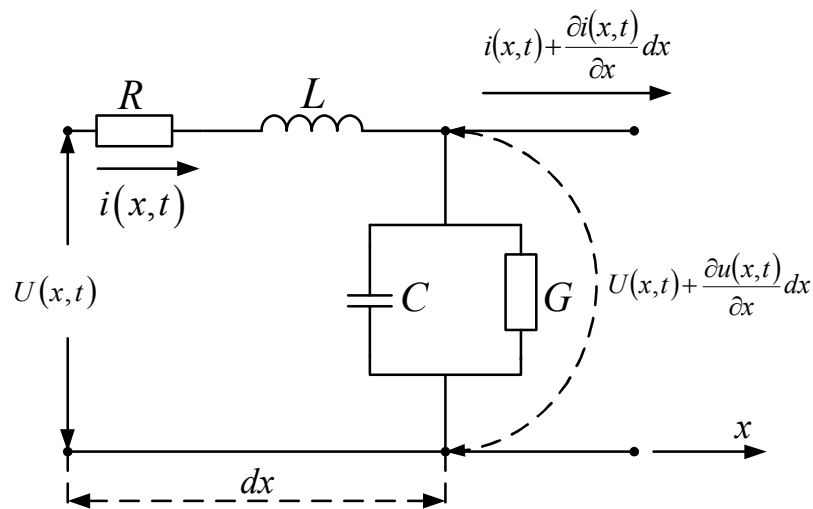 i(x,t)+∂i(x,t)/∂x dx
R
L
i(x,t)
U(x,t)
C
G
U(x,t)+∂u(x,t)/∂x dx
x
dx